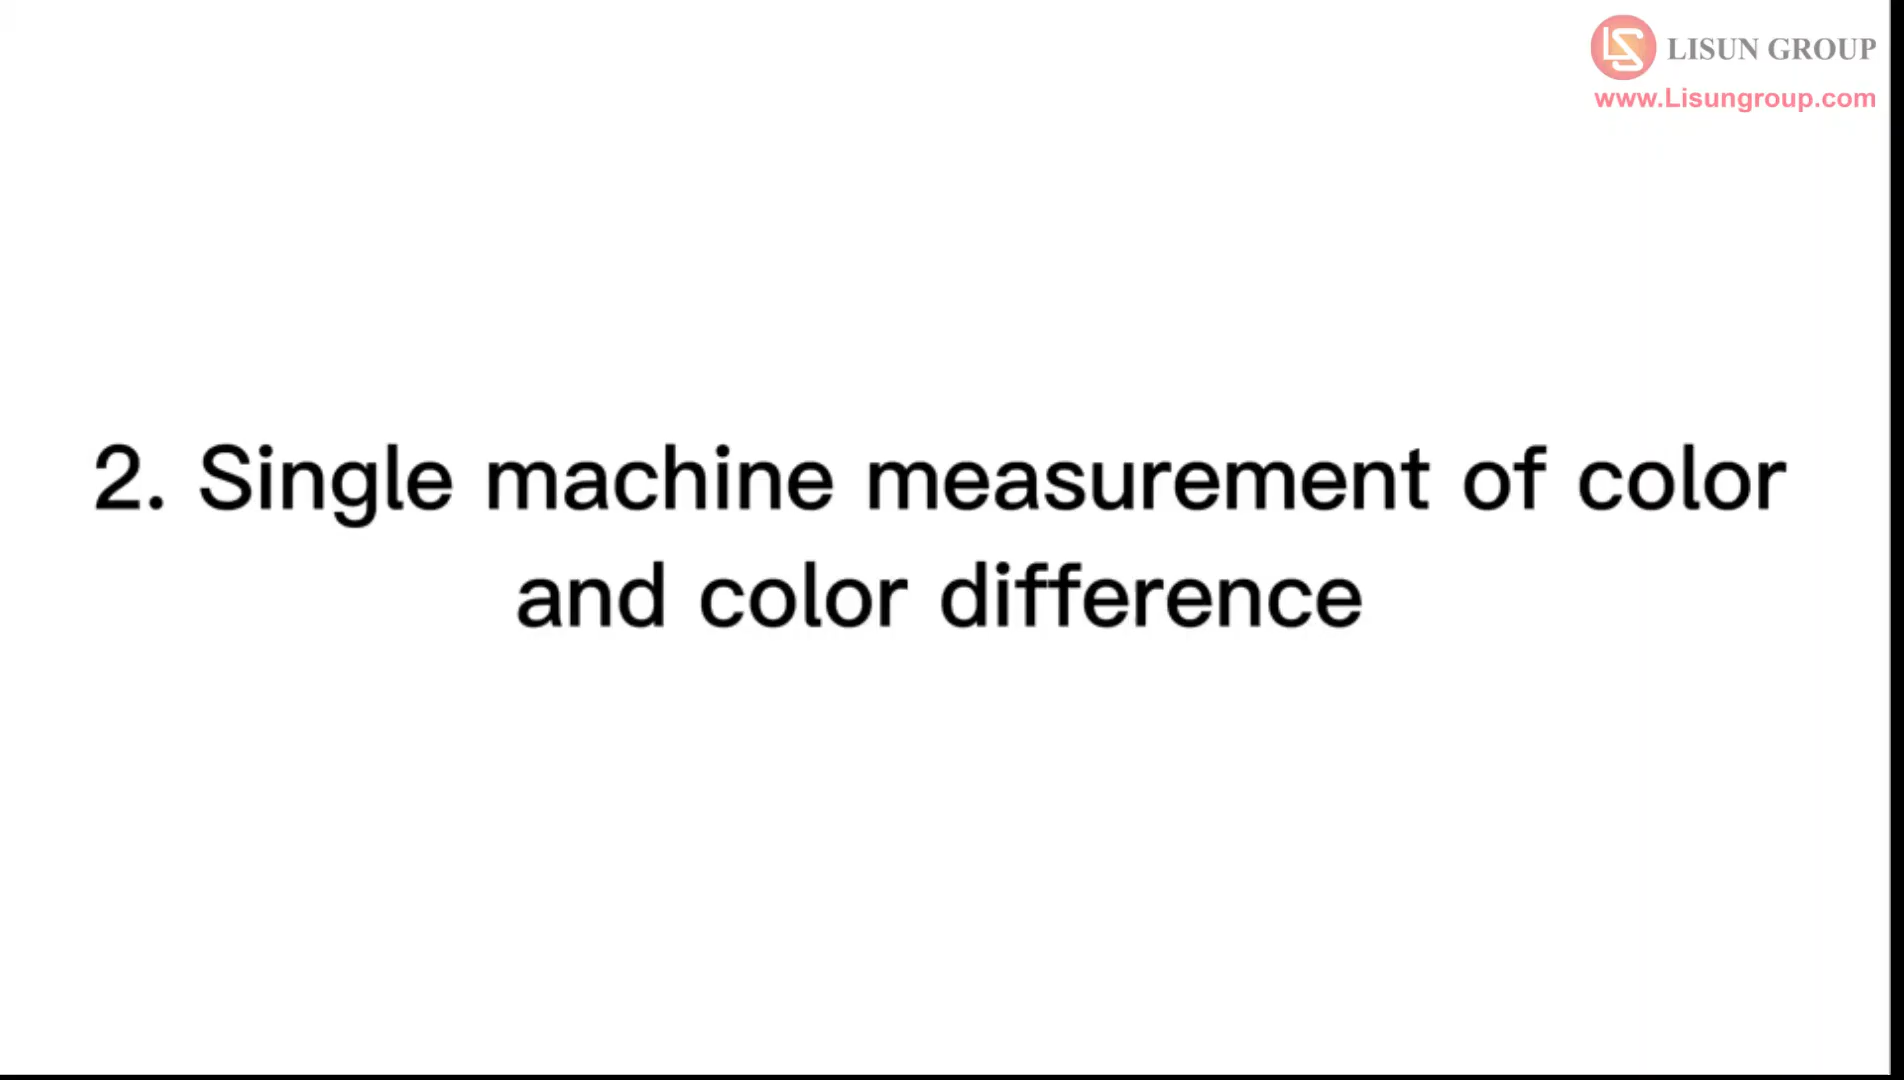 LISUN GROUP
www.Lisungroup.com
2. Single machine measurement of color
and color difference